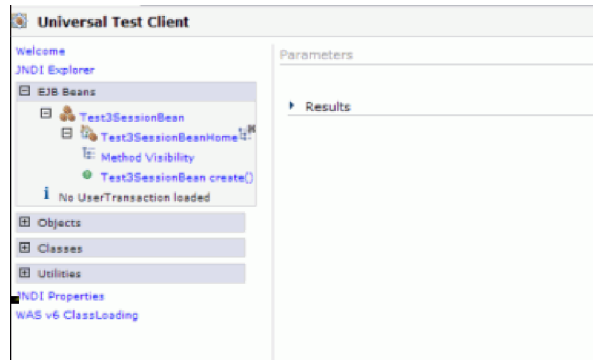 Universal Test Client
Welcome
JNDI Explorer
EJB Beans
Test3SessionBean
Test3SessionBeanHome
Method Visibility
Test3SessionBean create()
No UserTransaction loaded
Objects
Classes
Utilities
JNDI Properties
WAS v6 ClassLoading
Parameters
Results